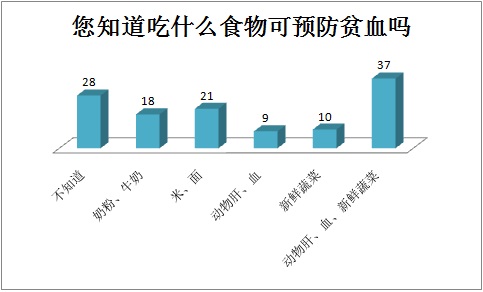 您知道吃什么食物可预防贫血吗
28
18
21
9
10
37
不知道
奶粉、牛奶
米、面
动物肝、血
新鲜蔬菜
动物肝、血、新鲜蔬菜